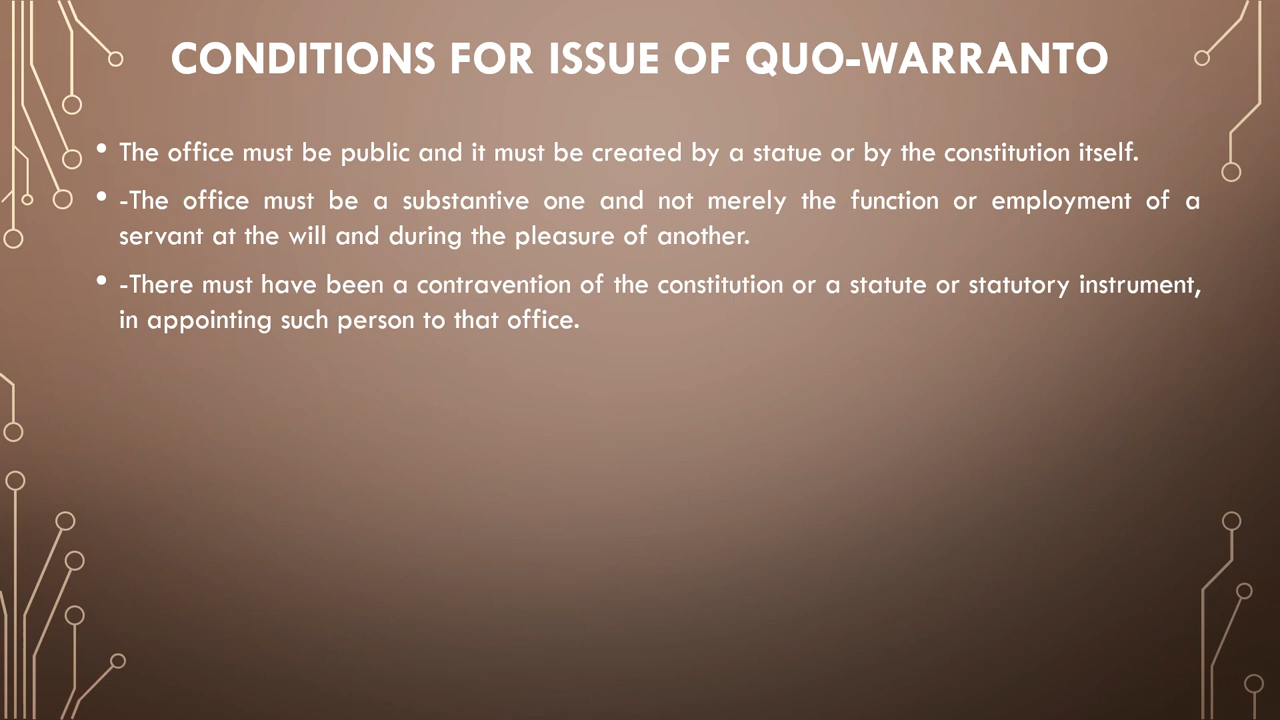 CONDITIONS FOR ISSUE OF QUO-WARRANTO
• The office must be public and it must be created by a statue or by the constitution itself.
• -The office must be a substantive one and not merely the function or employment of a
servant at the will and during the pleasure of another.
• -There must have been a contravention of the constitution or a statute or statutory instrument,
in appointing such person to that office.